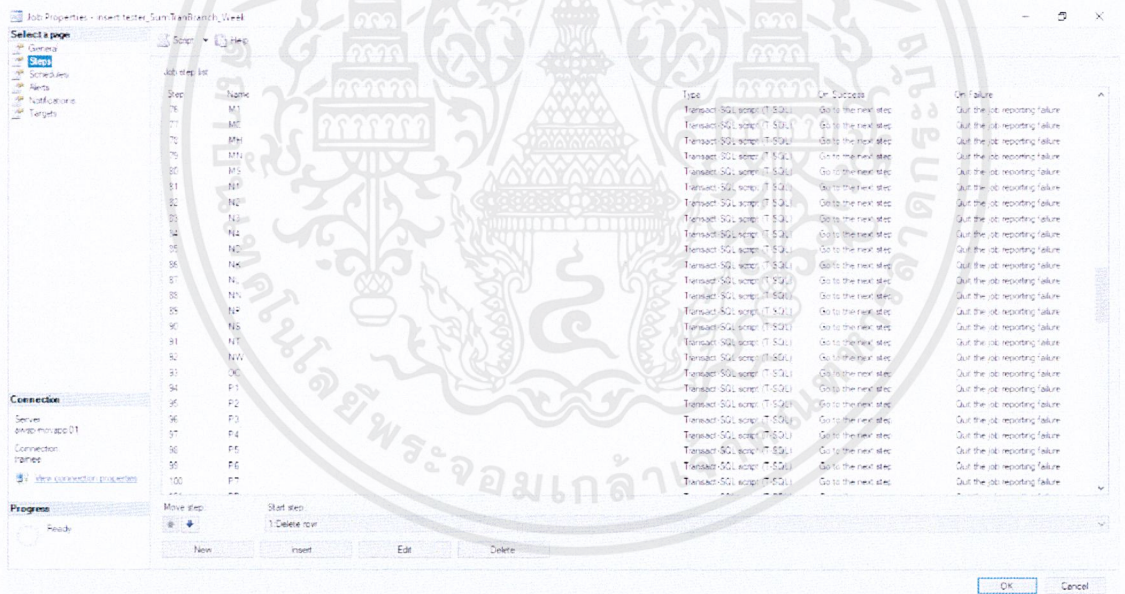 Job Properties - insert tester_SumTranBranch_Week
Select a page
General
Steps
Schedules
Alerts
Notifications
Targets
Script
Help
Job step list
Step Name Type On Success On Failure
76 M1 Transact-SQL script (T-SQL) Go to the next step Quit the job reporting failure
77 MC Transact-SQL script (T-SQL) Go to the next step Quit the job reporting failure
78 MH Transact-SQL script (T-SQL) Go to the next step Quit the job reporting failure
79 MN Transact-SQL script (T-SQL) Go to the next step Quit the job reporting failure
80 MS Transact-SQL script (T-SQL) Go to the next step Quit the job reporting failure
81 N1 Transact-SQL script (T-SQL) Go to the next step Quit the job reporting failure
82 N2 Transact-SQL script (T-SQL) Go to the next step Quit the job reporting failure
83 N3 Transact-SQL script (T-SQL) Go to the next step Quit the job reporting failure
84 N4 Transact-SQL script (T-SQL) Go to the next step Quit the job reporting failure
85 NC Transact-SQL script (T-SQL) Go to the next step Quit the job reporting failure
86 NK Transact-SQL script (T-SQL) Go to the next step Quit the job reporting failure
87 NL Transact-SQL script (T-SQL) Go to the next step Quit the job reporting failure
88 NN Transact-SQL script (T-SQL) Go to the next step Quit the job reporting failure
89 NP Transact-SQL script (T-SQL) Go to the next step Quit the job reporting failure
90 NS Transact-SQL script (T-SQL) Go to the next step Quit the job reporting failure
91 NT Transact-SQL script (T-SQL) Go to the next step Quit the job reporting failure
92 NW Transact-SQL script (T-SQL) Go to the next step Quit the job reporting failure
93 OC Transact-SQL script (T-SQL) Go to the next step Quit the job reporting failure
94 P1 Transact-SQL script (T-SQL) Go to the next step Quit the job reporting failure
95 P2 Transact-SQL script (T-SQL) Go to the next step Quit the job reporting failure
96 P3 Transact-SQL script (T-SQL) Go to the next step Quit the job reporting failure
97 P4 Transact-SQL script (T-SQL) Go to the next step Quit the job reporting failure
98 P5 Transact-SQL script (T-SQL) Go to the next step Quit the job reporting failure
99 P6 Transact-SQL script (T-SQL) Go to the next step Quit the job reporting failure
100 P7 Transact-SQL script (T-SQL) Go to the next step Quit the job reporting failure
Connection
Server:
Connection:
trainee
View connection properties
Progress
Ready
Move step:
Start step:
1:Delete row
New
Insert
Edit
Delete
OK
Cancel
พระจอมเกล้า
ลาดกระบัง